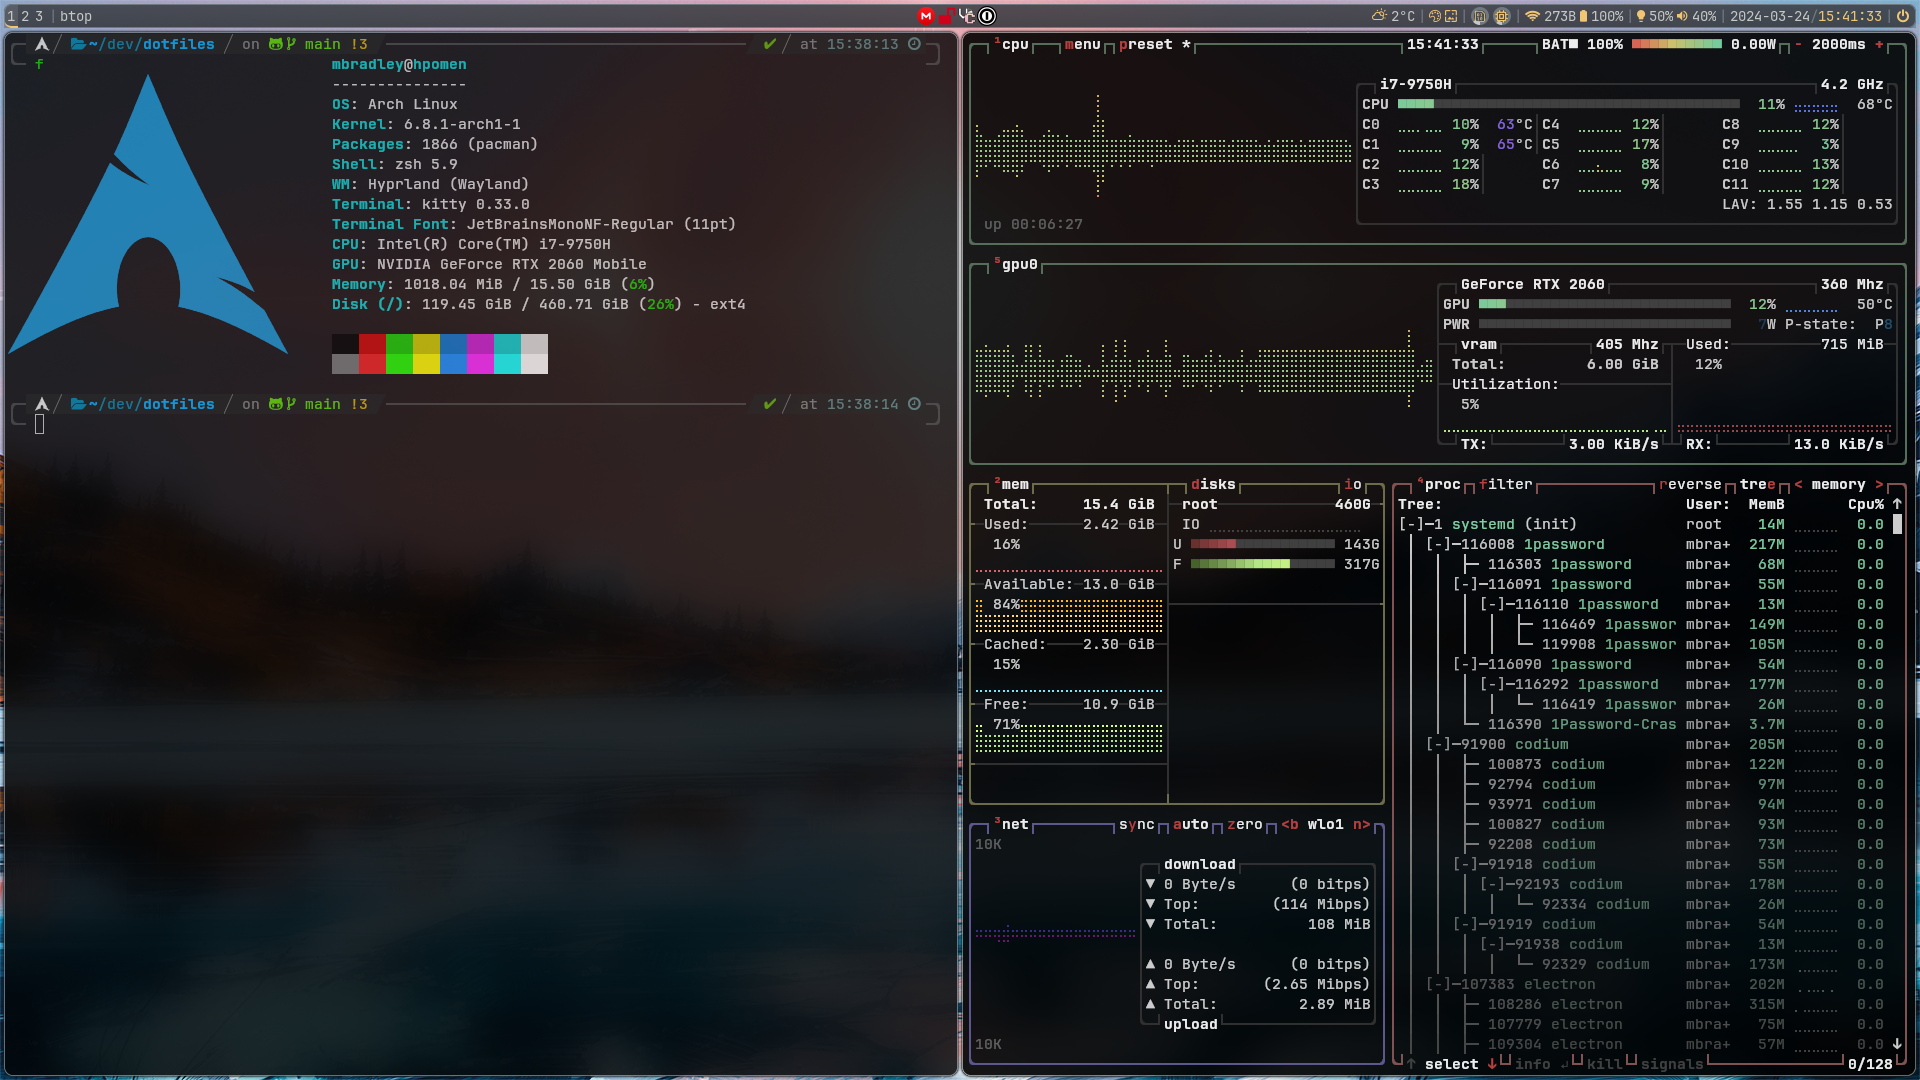 1 2 3 | btop
2°C | 273B 100% | 50% 40% | 2024-03-24/15:41:33
~/dev/dotfiles / on main !3 ✔ / at 15:38:13
f
mbradley@hpomen
---------------
OS: Arch Linux
Kernel: 6.8.1-arch1-1
Packages: 1866 (pacman)
Shell: zsh 5.9
WM: Hyprland (Wayland)
Terminal: kitty 0.33.0
Terminal Font: JetBrainsMonoNF-Regular (11pt)
CPU: Intel(R) Core(TM) i7-9750H
GPU: NVIDIA GeForce RTX 2060 Mobile
Memory: 1018.04 MiB / 15.50 GiB (6%)
Disk (/): 119.45 GiB / 460.71 GiB (26%) - ext4
~/dev/dotfiles / on main !3 ✔ / at 15:38:14
¹cpu menu preset * 15:41:33 BAT■ 100% 0.00W - 2000ms +
i7-9750H 4.2 GHz
CPU 11% 68°C
C0 10% 63°C C4 12% C8 12%
C1 9% 65°C C5 17% C9 3%
C2 12% C6 8% C10 13%
C3 18% C7 9% C11 12%
LAV: 1.55 1.15 0.53
up 00:06:27
⁵gpu0
GeForce RTX 2060 360 Mhz
GPU 12% 50°C
PWR 7W P-state: P8
vram 405 Mhz Used: 715 MiB
Total: 6.00 GiB 12%
Utilization:
5%
TX: 3.00 KiB/s RX: 13.0 KiB/s
²mem
Total: 15.4 GiB
Used: 2.42 GiB
16%
Available: 13.0 GiB
84%
Cached: 2.30 GiB
15%
Free: 10.9 GiB
71%
disks io
root 460G
IO
U 143G
F 317G
³net sync auto zero <b wlo1 n>
10K
download
▼ 0 Byte/s (0 bitps)
▼ Top: (114 Mibps)
▼ Total: 108 MiB
▲ 0 Byte/s (0 bitps)
▲ Top: (2.65 Mibps)
▲ Total: 2.89 MiB
upload
10K
⁴proc filter reverse tree < memory >
Tree: User: MemB Cpu% ↑
[-]-1 systemd (init) root 14M 0.0
[-]-116008 1password mbra+ 217M 0.0
116303 1password mbra+ 68M 0.0
[-]-116091 1password mbra+ 55M 0.0
[-]-116110 1password mbra+ 13M 0.0
116469 1passwor mbra+ 149M 0.0
119908 1passwor mbra+ 105M 0.0
[-]-116090 1password mbra+ 54M 0.0
[-]-116292 1password mbra+ 177M 0.0
116419 1passwor mbra+ 26M 0.0
116390 1Password-Cras mbra+ 3.7M 0.0
[-]-91900 codium mbra+ 205M 0.0
100873 codium mbra+ 122M 0.0
92794 codium mbra+ 97M 0.0
93971 codium mbra+ 94M 0.0
100827 codium mbra+ 93M 0.0
92208 codium mbra+ 73M 0.0
[-]-91918 codium mbra+ 55M 0.0
[-]-92193 codium mbra+ 178M 0.0
92334 codium mbra+ 26M 0.0
[-]-91919 codium mbra+ 54M 0.0
[-]-91938 codium mbra+ 13M 0.0
92329 codium mbra+ 173M 0.0
[-]-107383 electron mbra+ 202M 0.0
108286 electron mbra+ 315M 0.0
107779 electron mbra+ 75M 0.0
109304 electron mbra+ 57M 0.0 ↓
↑ select ↓ info ↲ kill signals 0/128